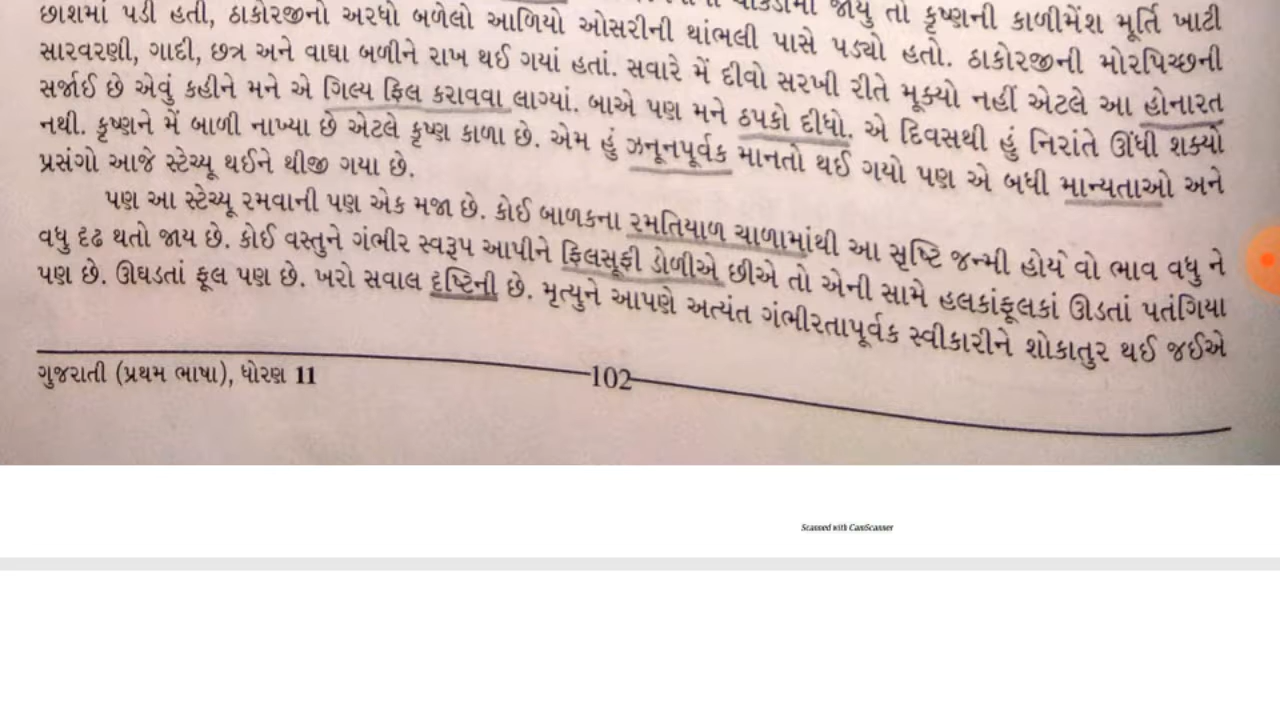 જોયું તો કૃષ્ણની કાળીમેંશ મૂર્તિ ખાટી
છાશમાં પડી હતી, ઠાકોરજીનો અરધો બળેલો આળિયો ઓસરીની થાંભલી પાસે પડ્યો હતો. ઠાકોરજીની મોરપિચ્છની
સારવરણી, ગાદી, છત્ર અને વાઘા બળીને રાખ થઈ ગયાં હતાં. સવારે મેં દીવો સરખી રીતે મૂક્યો નહીં એટલે આ હોનારત
સર્જાઈ છે એવું કહીને મને એ ગિલ્ય ફિલ કરાવવા લાગ્યાં. બાએ પણ મને ઠપકો દીધો. એ દિવસથી હું નિરાંતે ઊંઘી શક્યો
નથી. કૃષ્ણને મેં બાળી નાખ્યા છે એટલે કૃષ્ણ કાળા છે. એમ હું ઝનૂનપૂર્વક માનતો થઈ ગયો પણ એ બધી માન્યતાઓ અને
પ્રસંગો આજે સ્ટેચ્યૂ થઈને થીજી ગયા છે.
પણ આ સ્ટેચ્યૂ રમવાની પણ એક મજા છે. કોઈ બાળકના રમતિયાળ ચાળામાંથી આ સૃષ્ટિ જન્મી હોય વો ભાવ વધુ ને
વધુ દૃઢ થતો જાય છે. કોઈ વસ્તુને ગંભીર સ્વરૂપ આપીને ફિલસૂફી ડોળીએ છીએ તો એની સામે હલકાંફૂલકાં ઊડતાં પતંગિયા
પણ છે. ઊઘડતાં ફૂલ પણ છે. ખરો સવાલ દૃષ્ટિની છે. મૃત્યુને આપણે અત્યંત ગંભીરતાપૂર્વક સ્વીકારીને શોકાતુર થઈ જઈએ
ગુજરાતી (પ્રથમ ભાષા), ધોરણ 11
102
Scanned with CamScanner